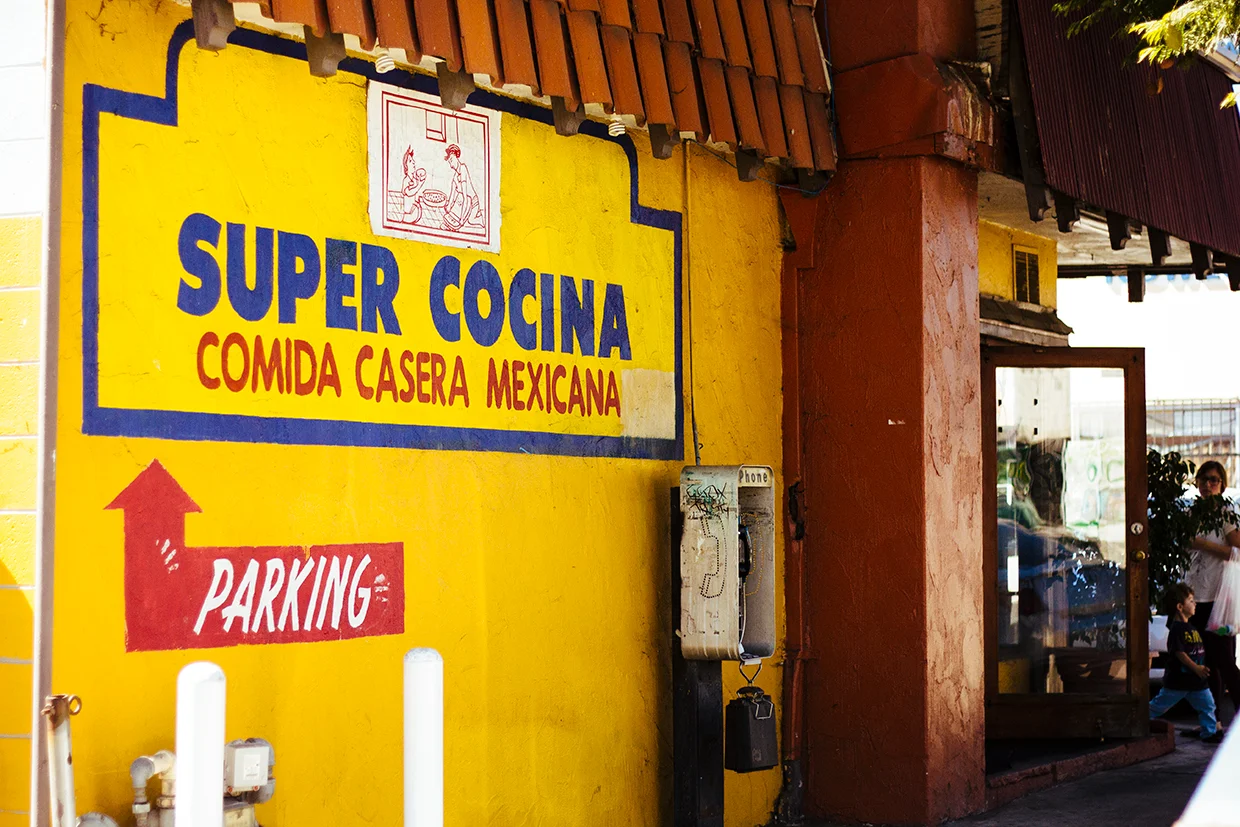 SUPER COCINA
COMIDA CASERA MEXICANA
PARKING
Phone